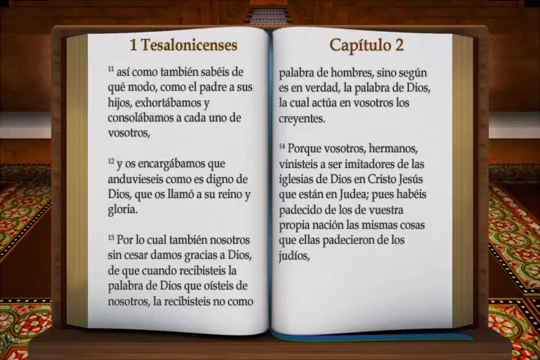 1 Tesalonicenses
¹¹ así como también sabéis de
qué modo, como el padre a sus
hijos, exhortábamos y
consolábamos a cada uno de
vosotros,
¹² y os encargábamos que
anduvieseis como es digno de
Dios, que os llamó a su reino y
gloria.
¹³ Por lo cual también nosotros
sin cesar damos gracias a Dios,
de que cuando recibisteis la
palabra de Dios que oísteis de
nosotros, la recibisteis no como
Capítulo 2
palabra de hombres, sino según
es en verdad, la palabra de Dios,
la cual actúa en vosotros los
creyentes.
¹⁴ Porque vosotros, hermanos,
vinisteis a ser imitadores de las
iglesias de Dios en Cristo Jesús
que están en Judea; pues habéis
padecido de los de vuestra
propia nación las mismas cosas
que ellas padecieron de los
judíos,